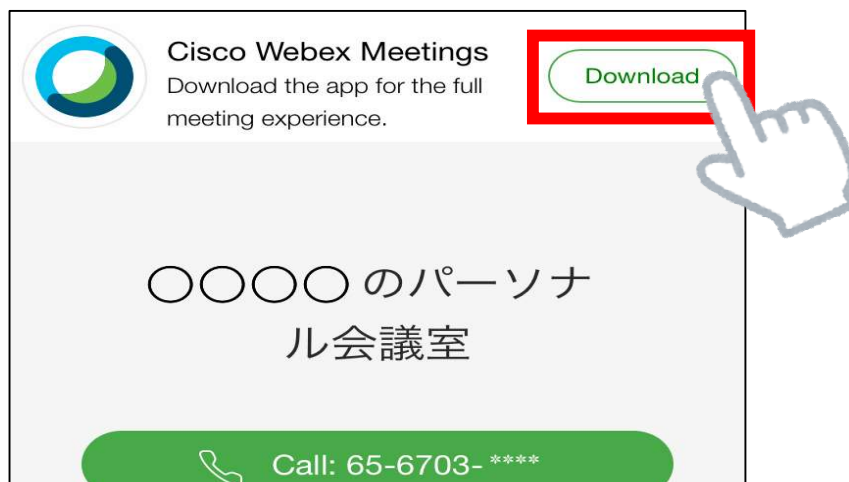 Cisco Webex Meetings
Download the app for the full
meeting experience.
Download
〇〇〇〇 のパーソナ
ル会議室
Call: 65-6703-****